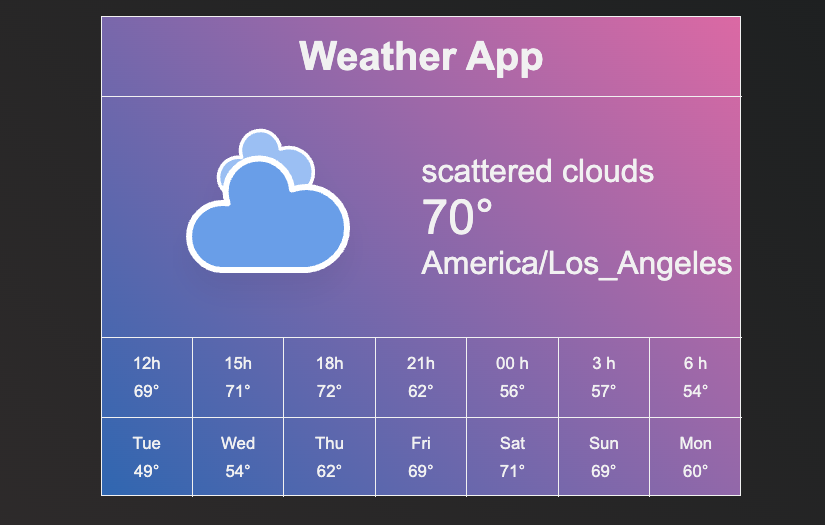 Weather App
scattered clouds
70°
America/Los_Angeles
12h 15h 18h 21h 00 h 3 h 6 h
69° 71° 72° 62° 56° 57° 54°
Tue Wed Thu Fri Sat Sun Mon
49° 54° 62° 69° 71° 69° 60°